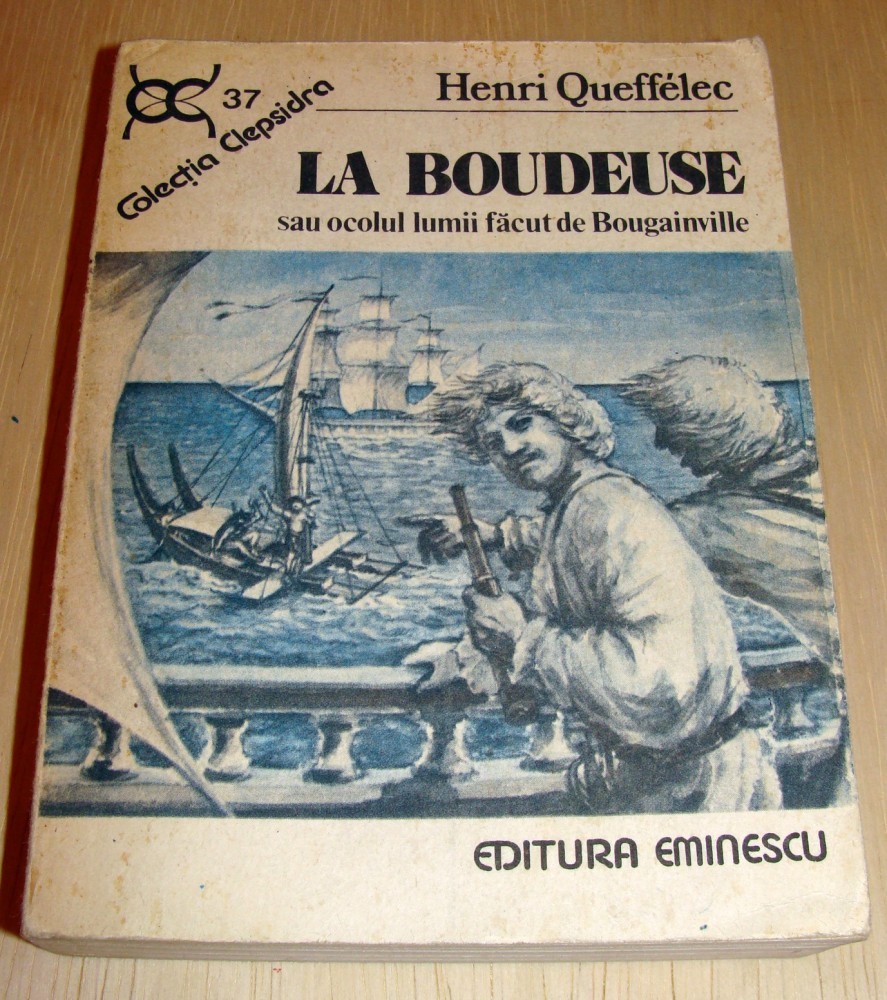 37
Colecția Clepsidra
Henri Queffélec
LA BOUDEUSE
sau ocolul lumii făcut de Bougainville
EDITURA EMINESCU